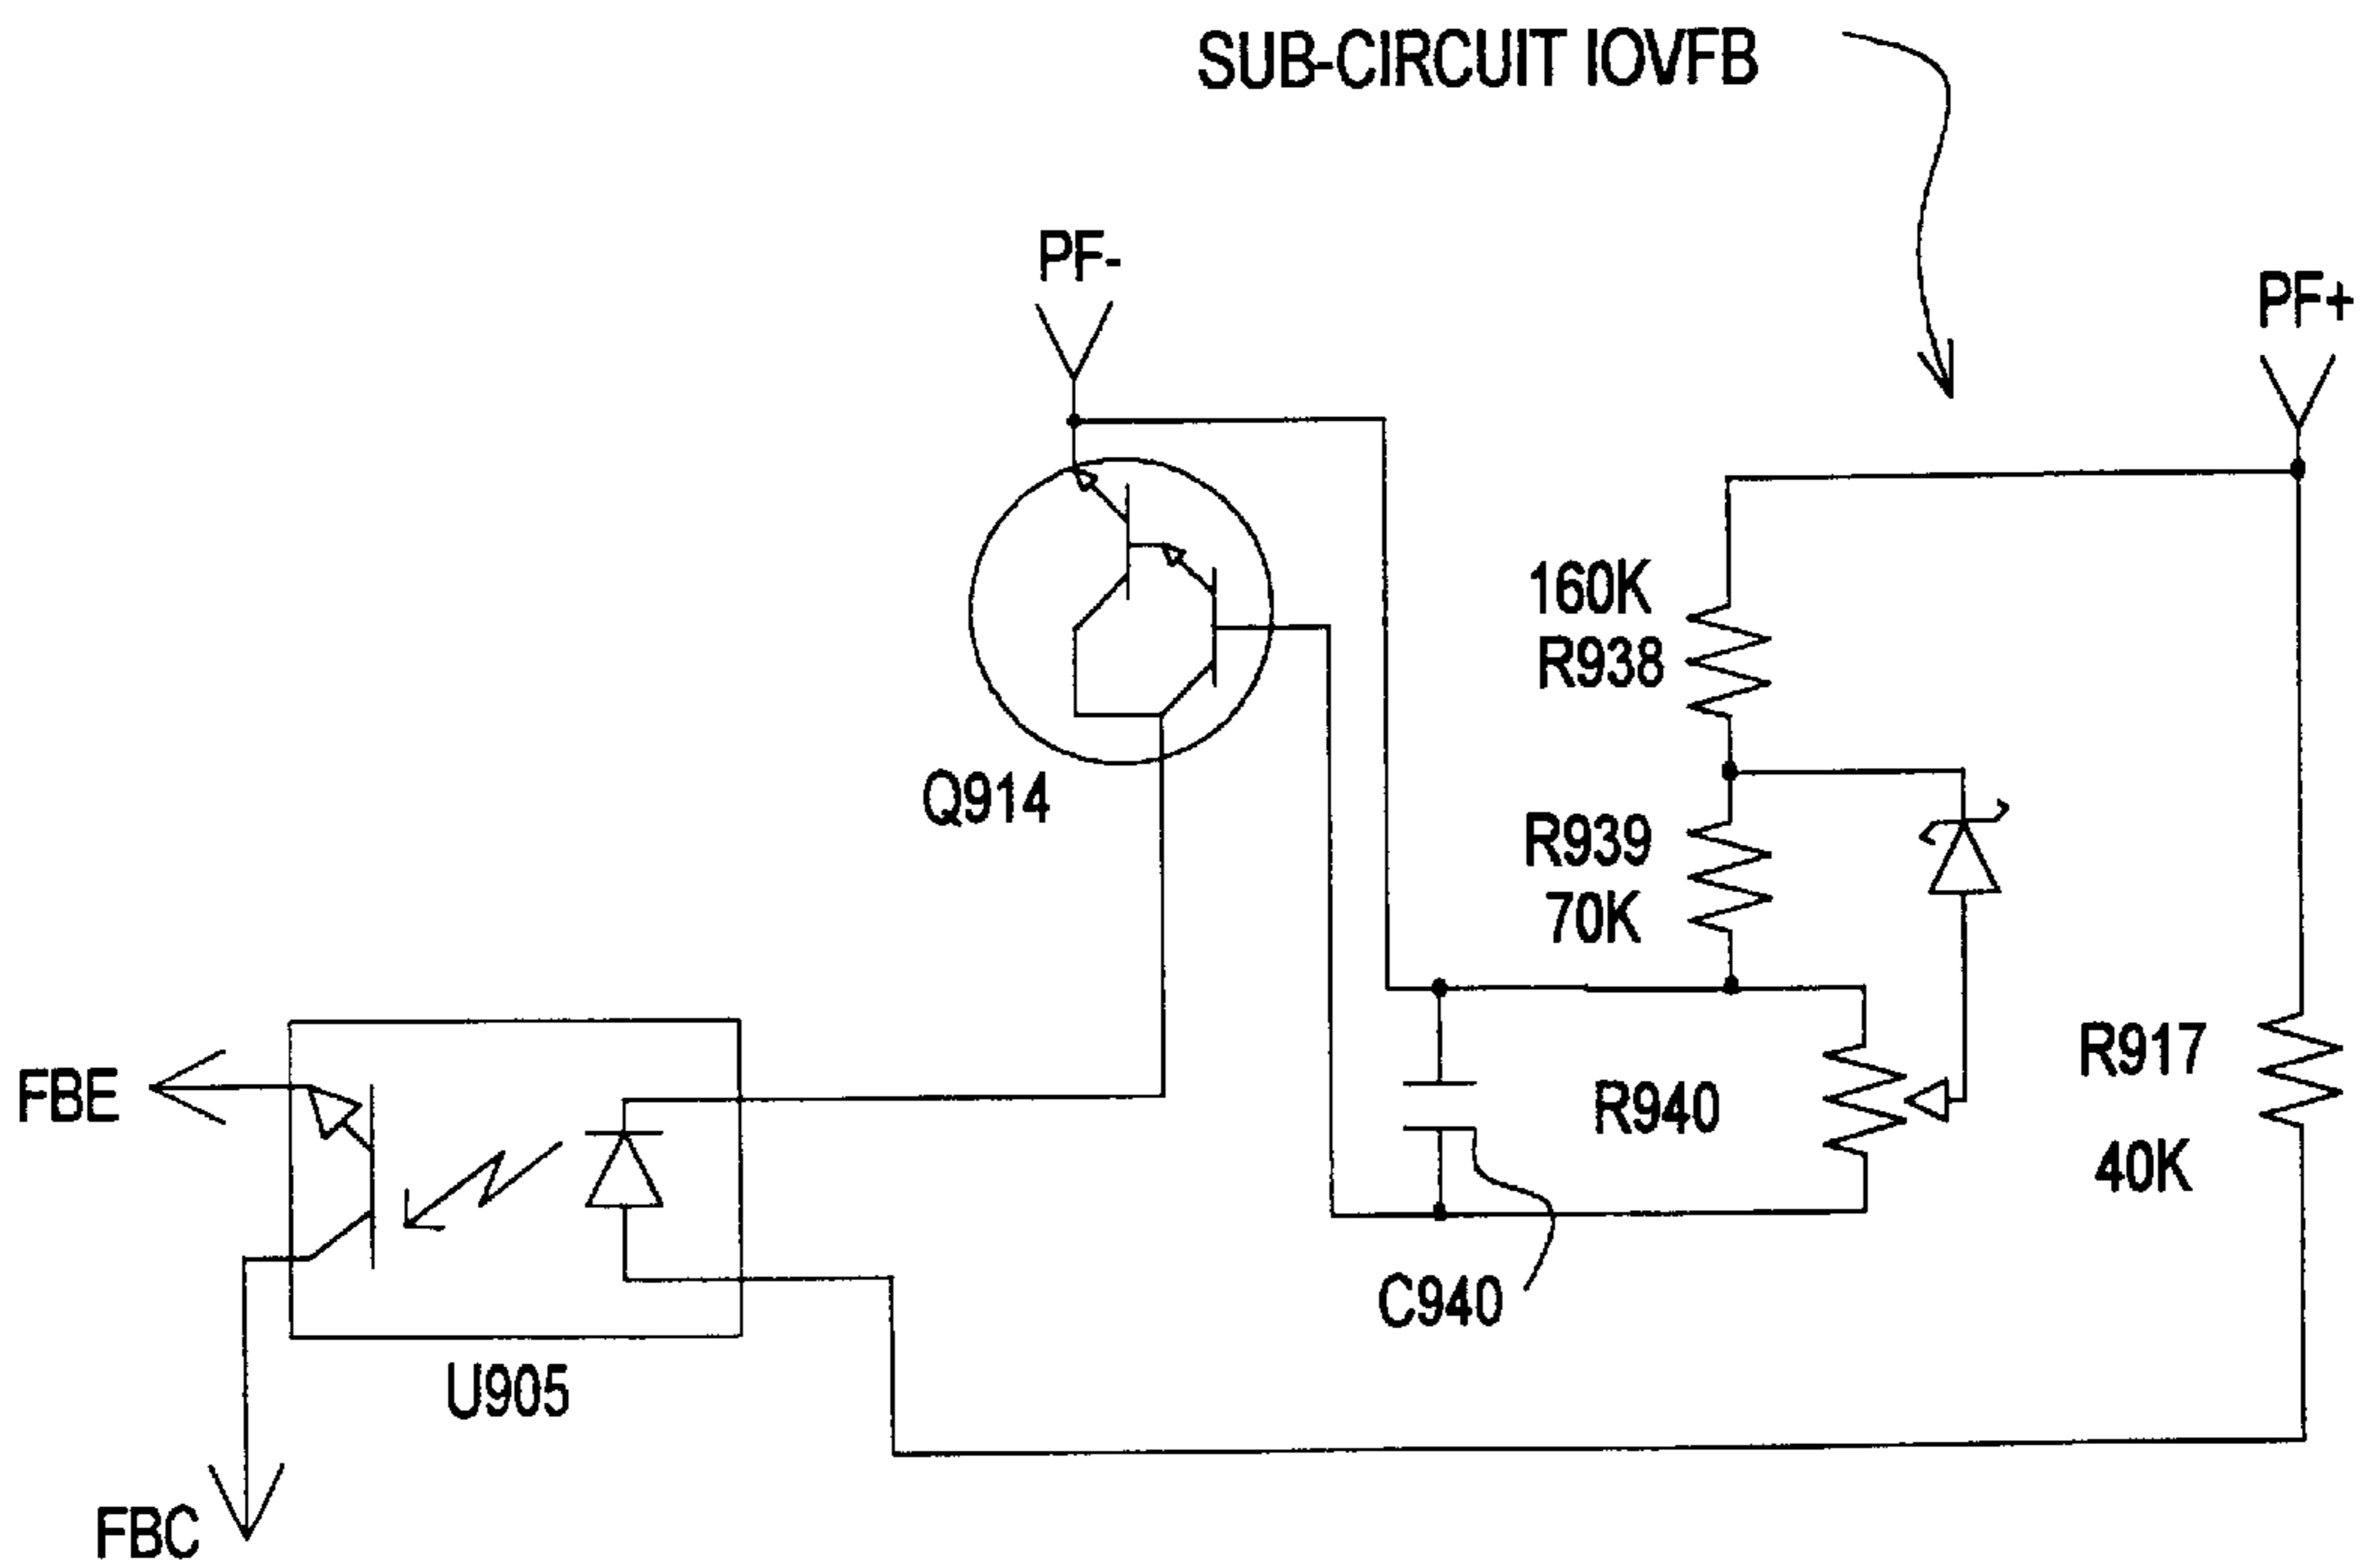 SUB-CIRCUIT IOVFB
PF-
PF+
160K
R938
Q914
R939
70K
R917
40K
FBE
R940
C940
U905
FBC